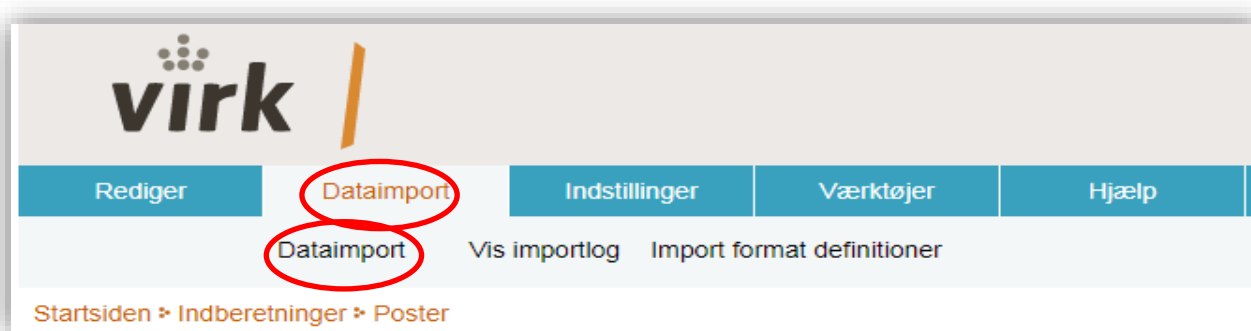 virk
Rediger Dataimport Indstillinger Værktøjer Hjælp
Dataimport Vis importlog Import format definitioner
Startsiden > Indberetninger > Poster